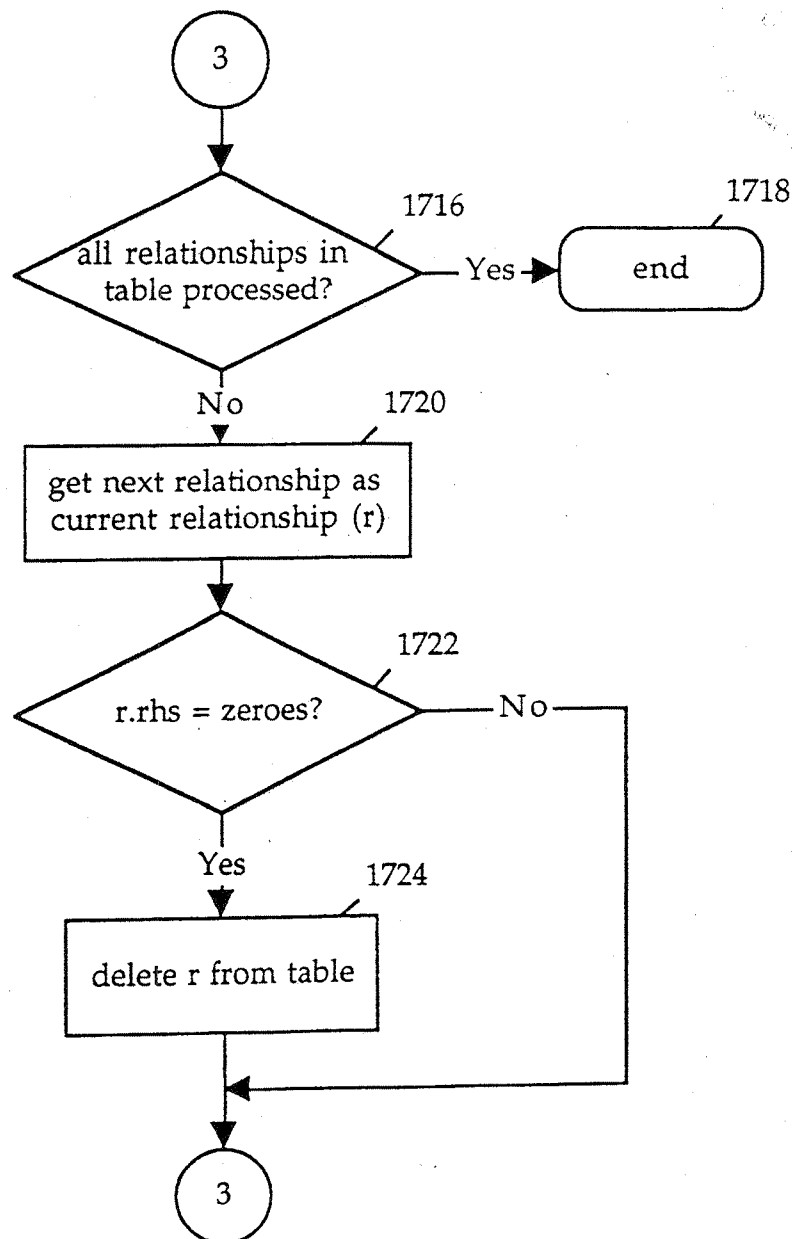 3
1716
all relationships in
table processed?
Yes
1718
end
No
1720
get next relationship as
current relationship (r)
1722
r.rhs = zeroes?
No
Yes
1724
delete r from table
3